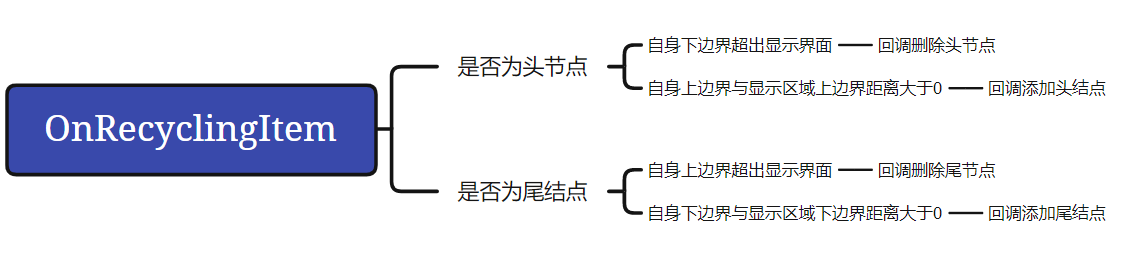 OnRecyclingItem
是否为头节点
自身下边界超出显示界面
回调删除头节点
自身上边界与显示区域上边界距离大于0
回调添加头结点
是否为尾结点
自身上边界超出显示界面
回调删除尾节点
自身下边界与显示区域下边界距离大于0
回调添加尾结点